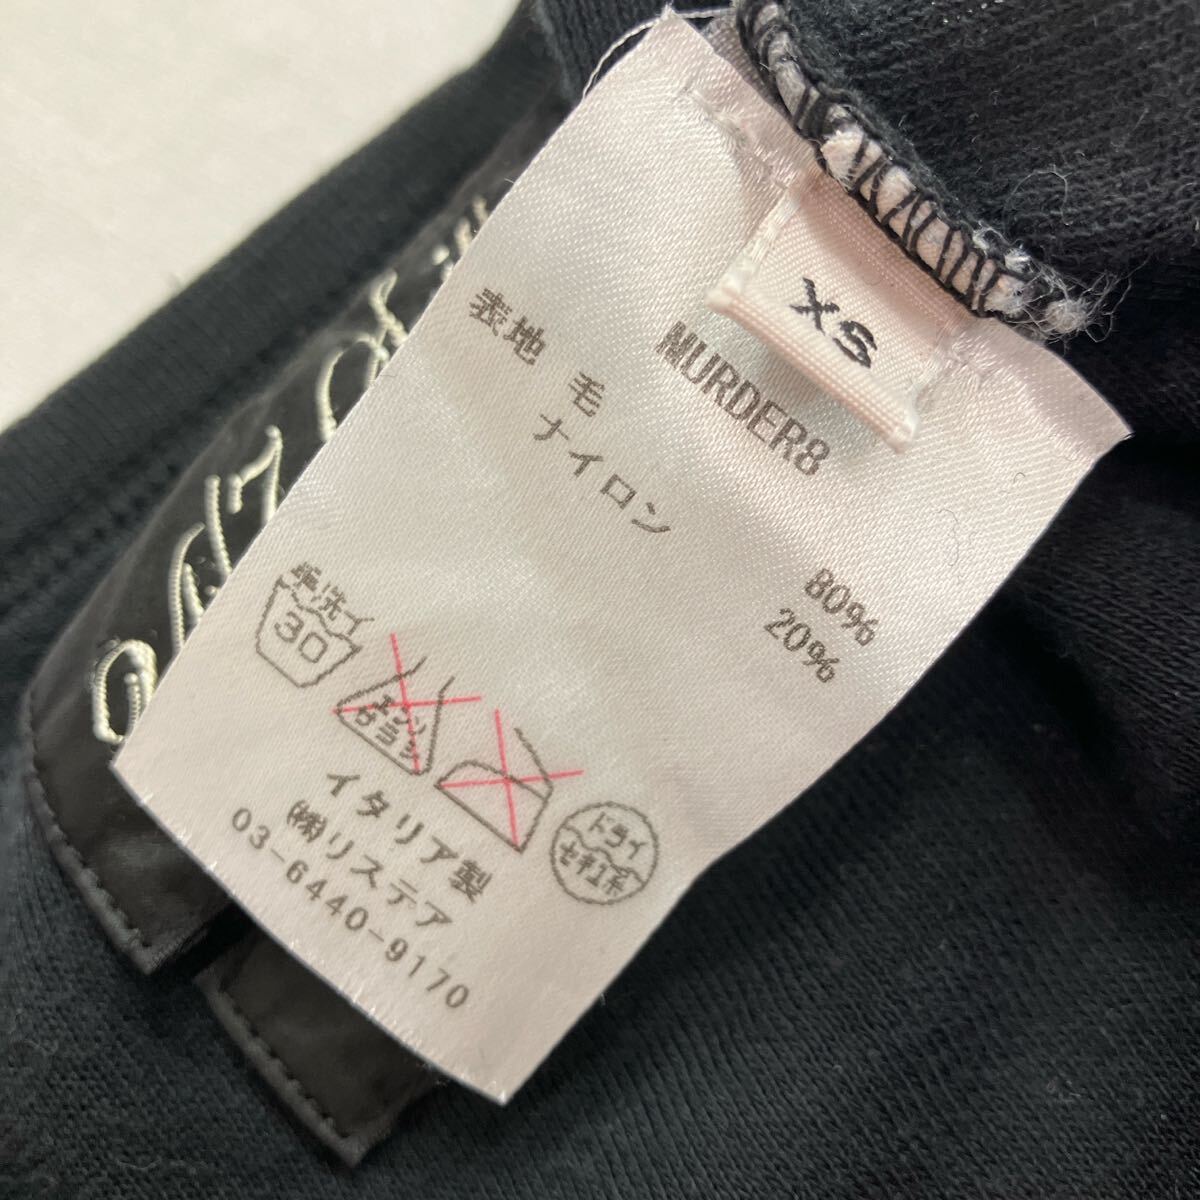 XS
MURDER8
表地 毛 80%
ナイロン 20%
手洗イ
30
エンソ
サラシ
ドライ
セキユ系
イタリア製
㈱リステア
03-6440-9170